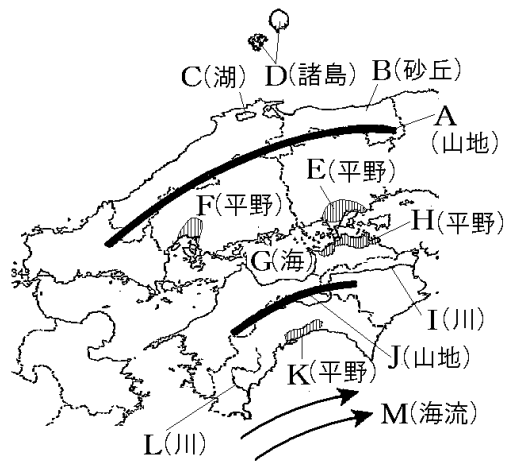 C(湖)
D(諸島)
B(砂丘)
A
(山地)
E(平野)
F(平野)
H(平野)
G(海)
I(川)
J(山地)
K(平野)
M(海流)
L(川)